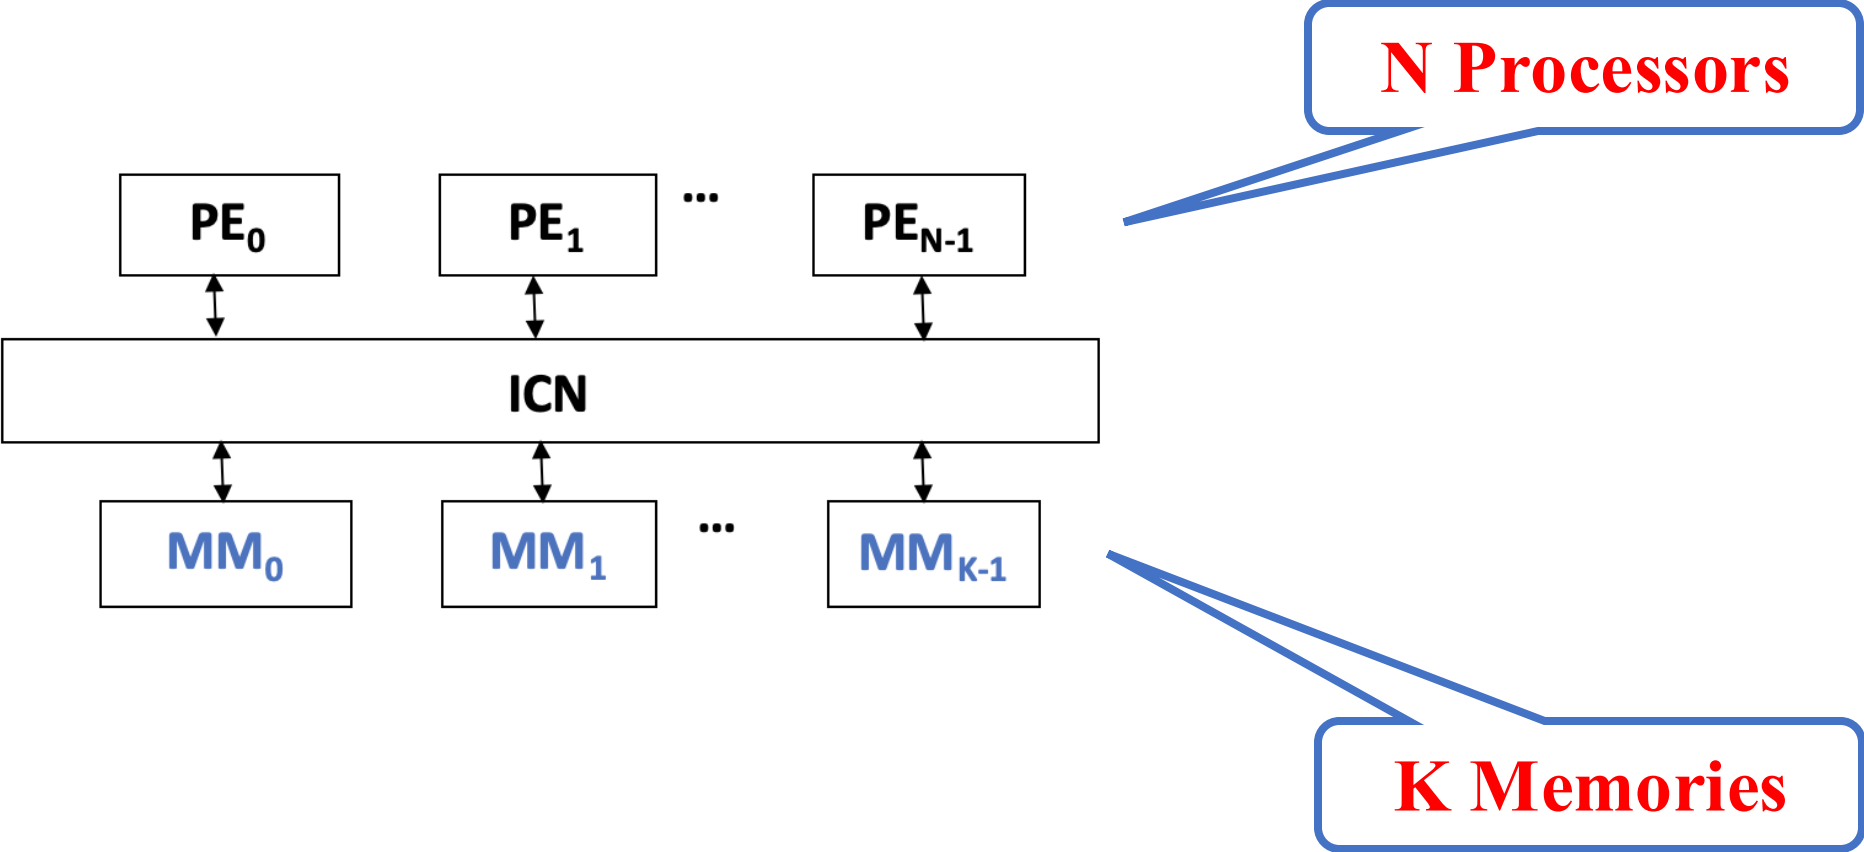 N Processors
PE0 PE1 ... PEN-1
ICN
MM0 MM1 ... MMK-1
K Memories